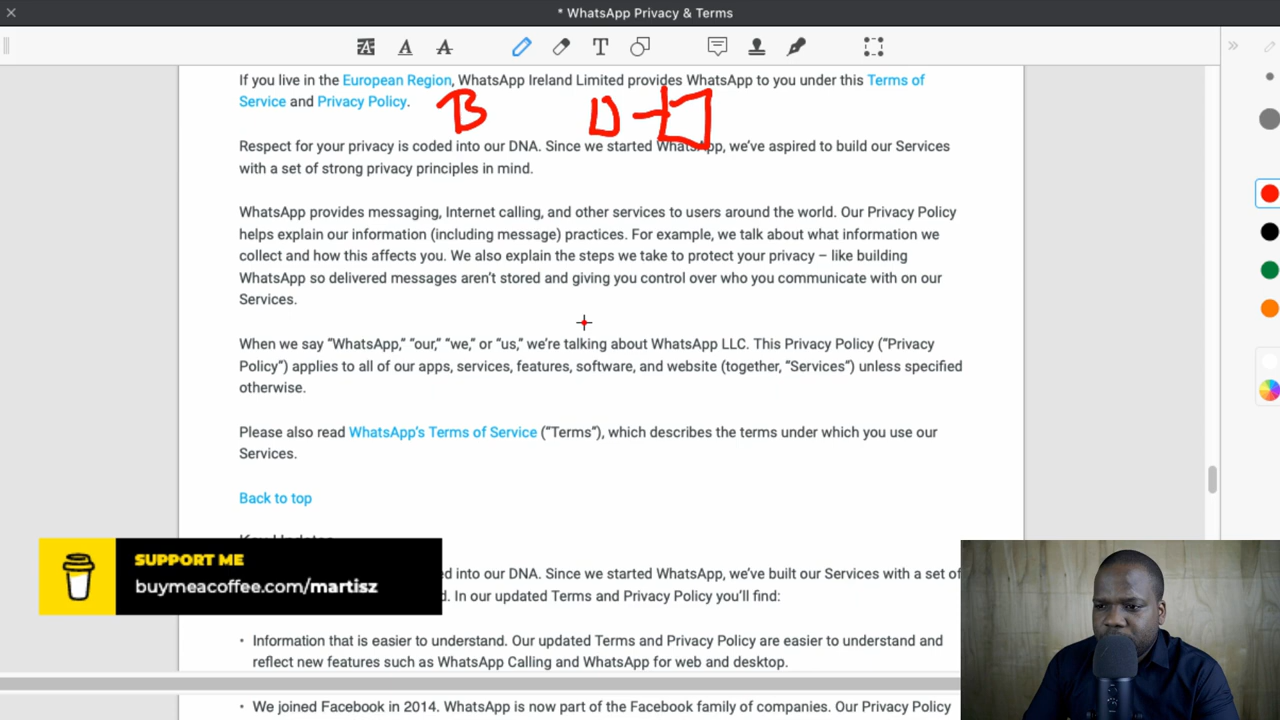 * WhatsApp Privacy & Terms
If you live in the European Region, WhatsApp Ireland Limited provides WhatsApp to you under this Terms of
Service and Privacy Policy.
B D
Respect for your privacy is coded into our DNA. Since we started WhatsApp, we've aspired to build our Services
with a set of strong privacy principles in mind.
WhatsApp provides messaging, Internet calling, and other services to users around the world. Our Privacy Policy
helps explain our information (including message) practices. For example, we talk about what information we
collect and how this affects you. We also explain the steps we take to protect your privacy – like building
WhatsApp so delivered messages aren't stored and giving you control over who you communicate with on our
Services.
When we say “WhatsApp,” “our,” “we,” or “us,” we're talking about WhatsApp LLC. This Privacy Policy (“Privacy
Policy”) applies to all of our apps, services, features, software, and website (together, “Services”) unless specified
otherwise.
Please also read WhatsApp's Terms of Service (“Terms”), which describes the terms under which you use our
Services.
Back to top
Key Updates
ed into our DNA. Since we started WhatsApp, we've built our Services with a set of
d. In our updated Terms and Privacy Policy you'll find:
SUPPORT ME
buymeacoffee.com/martisz
• Information that is easier to understand. Our updated Terms and Privacy Policy are easier to understand and
reflect new features such as WhatsApp Calling and WhatsApp for web and desktop.
• We joined Facebook in 2014. WhatsApp is now part of the Facebook family of companies. Our Privacy Policy